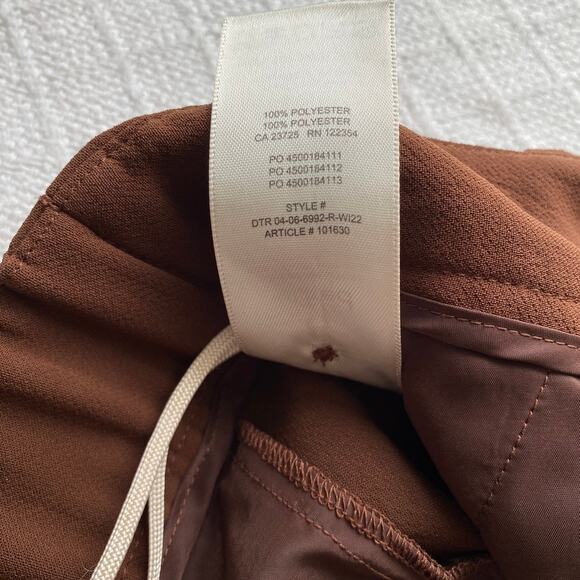 100% POLYESTER
100% POLYESTER
CA 23725 RN 122354
PO 4500184111
PO 4500184112
PO 4500184113
STYLE #
DTR 04-06-6992-R-WI22
ARTICLE # 101630